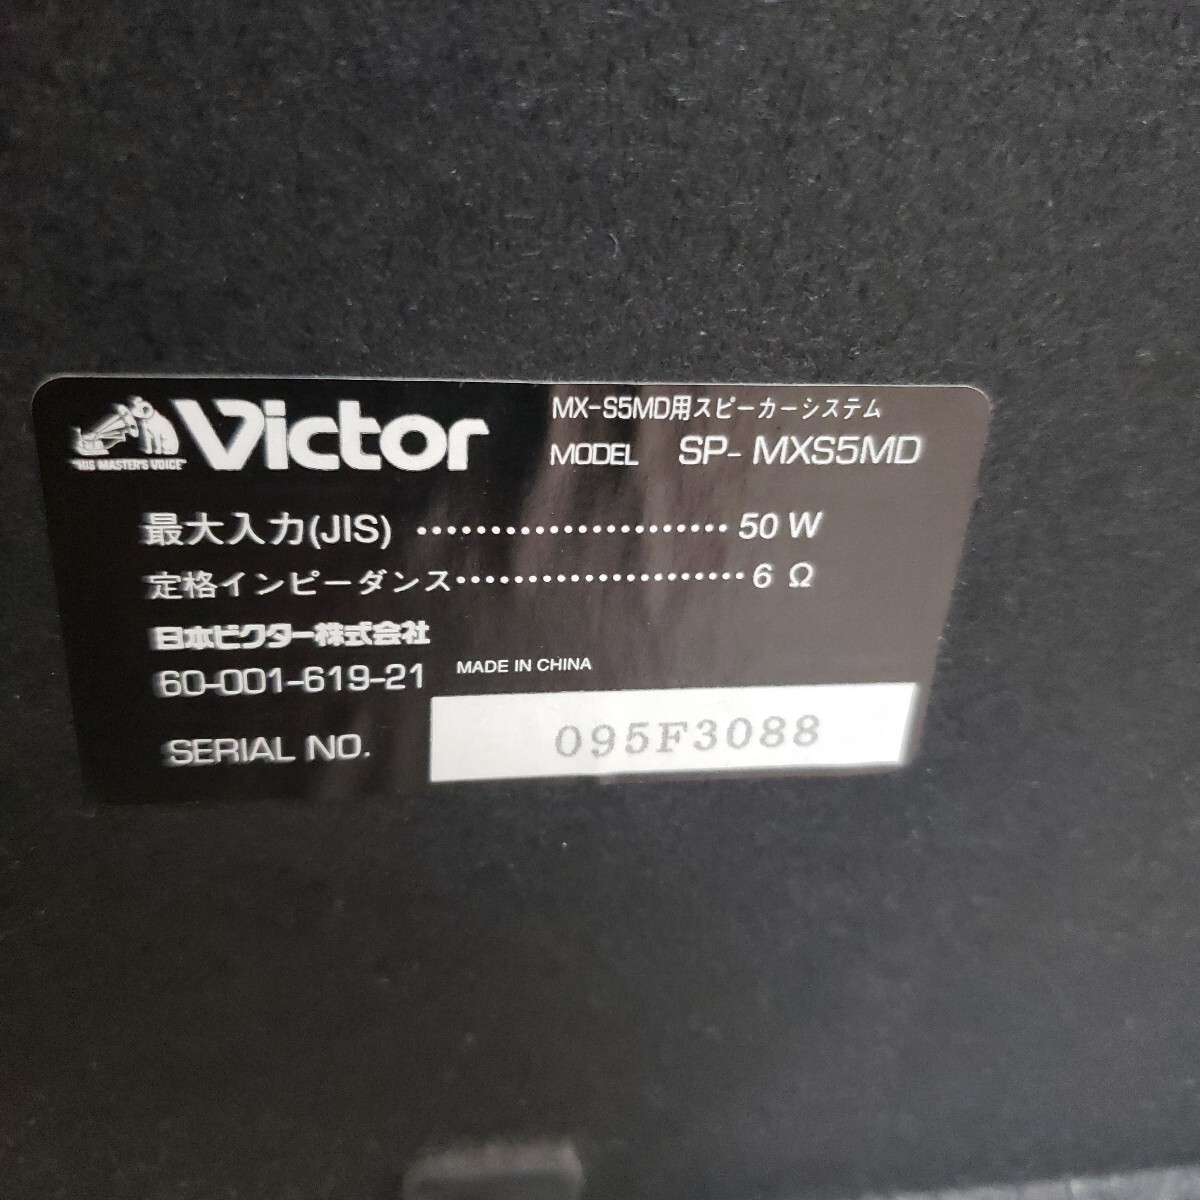 "HIS MASTER'S VOICE"
Victor
MX-S5MD用スピーカーシステム
MODEL SP- MXS5MD
最大入力(JIS) ······················ 50 W
定格インピーダンス····················· 6 Ω
日本ビクター株式会社
60-001-619-21 MADE IN CHINA
SERIAL NO. 095F3088